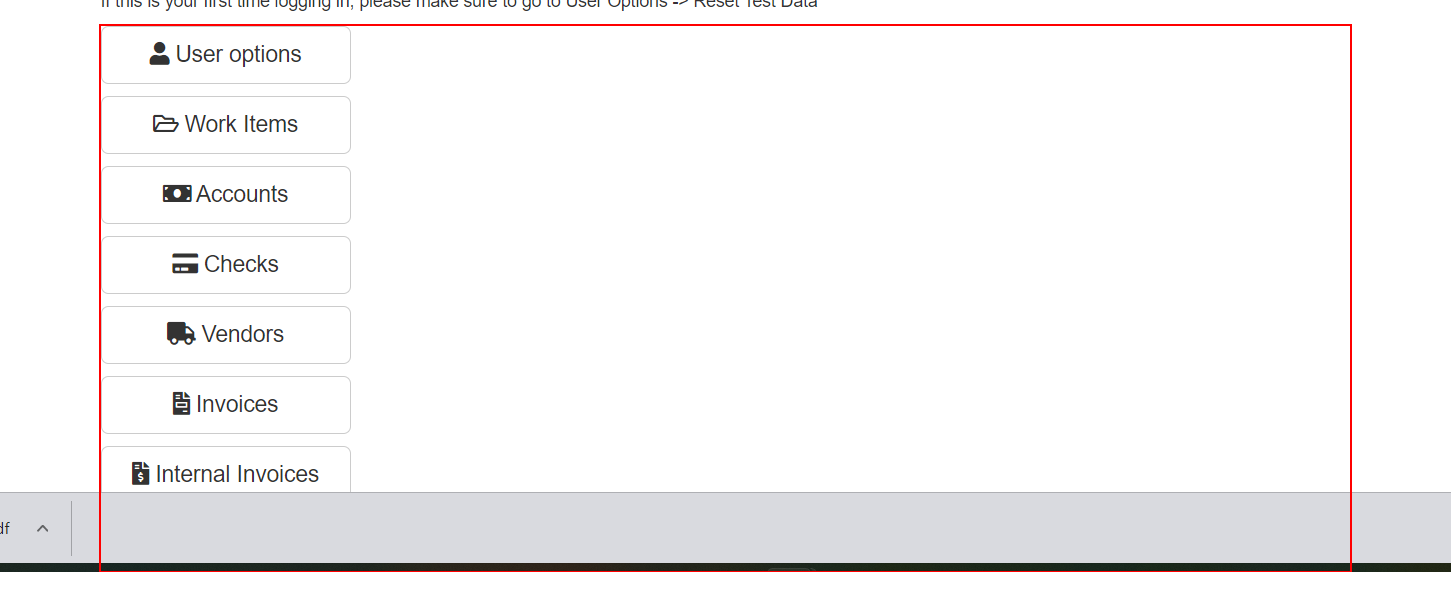 If this is your first time logging in, please make sure to go to User Options -> Reset Test Data
User options
Work Items
Accounts
Checks
Vendors
Invoices
Internal Invoices
df